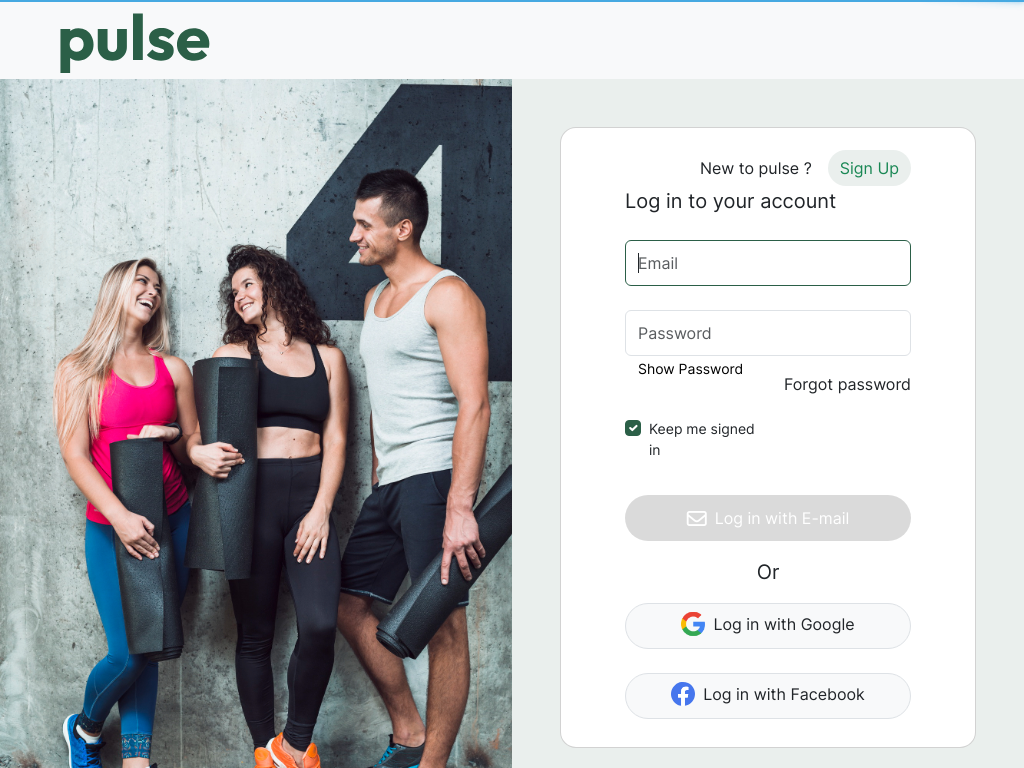 pulse
4
New to pulse ? Sign Up
Log in to your account
Email
Password
Show Password
Forgot password
Keep me signed
in
Log in with E-mail
Or
Log in with Google
Log in with Facebook